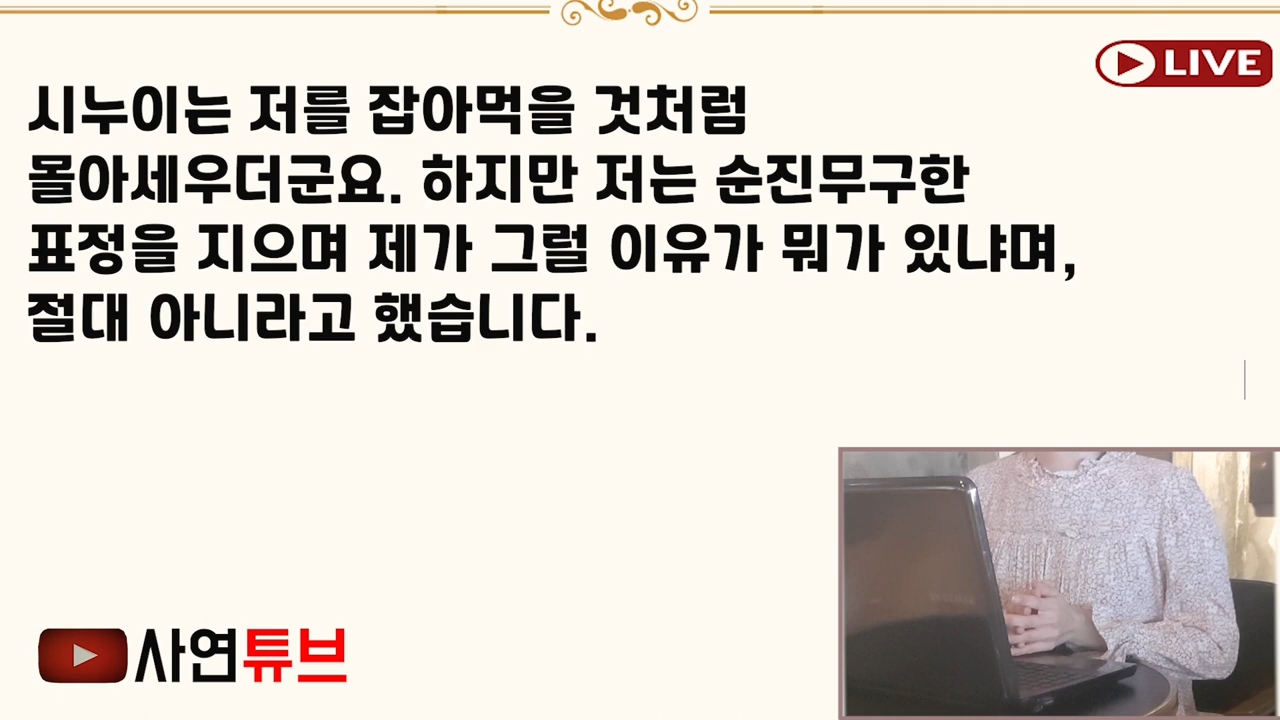 LIVE
시누이는 저를 잡아먹을 것처럼
몰아세우더군요. 하지만 저는 순진무구한
표정을 지으며 제가 그럴 이유가 뭐가 있냐며,
절대 아니라고 했습니다.
사연튜브